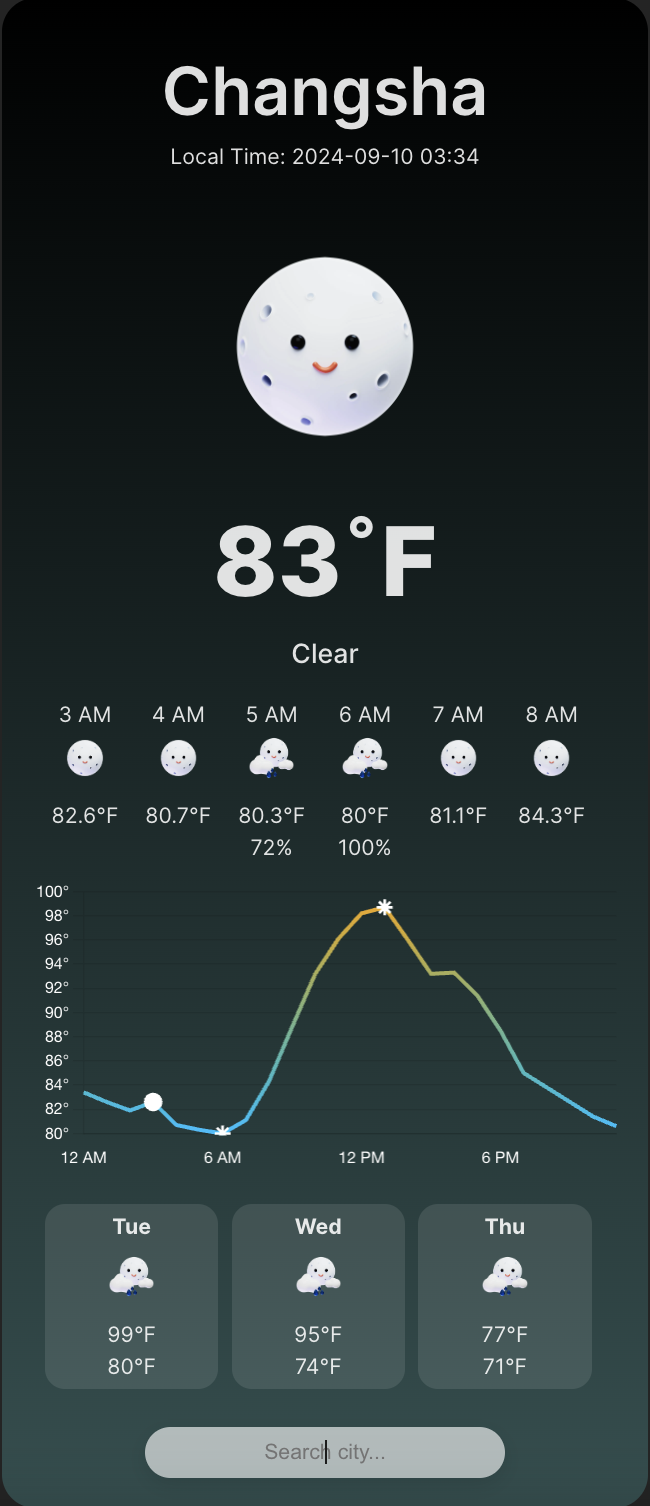 Changsha
Local Time: 2024-09-10 03:34
83°F
Clear
3 AM 4 AM 5 AM 6 AM 7 AM 8 AM
82.6°F 80.7°F 80.3°F 80°F 81.1°F 84.3°F
72% 100%
100°
98°
96°
94°
92°
90°
88°
86°
84°
82°
80°
12 AM 6 AM 12 PM 6 PM
Tue Wed Thu
99°F 95°F 77°F
80°F 74°F 71°F
Search city...